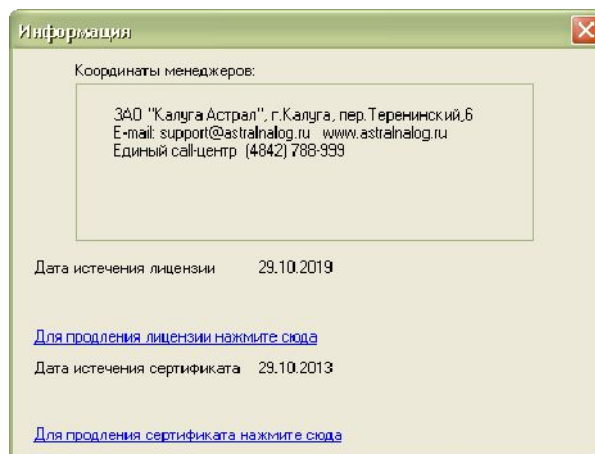 Информация
Координаты менеджеров:
ЗАО "Калуга Астрал", г.Калуга, пер.Теренинский,6
E-mail: support@astralnalog.ru www.astralnalog.ru
Единый call-центр (4842) 788-999
Дата истечения лицензии 29.10.2019
Для продления лицензии нажмите сюда
Дата истечения сертификата 29.10.2013
Для продления сертификата нажмите сюда